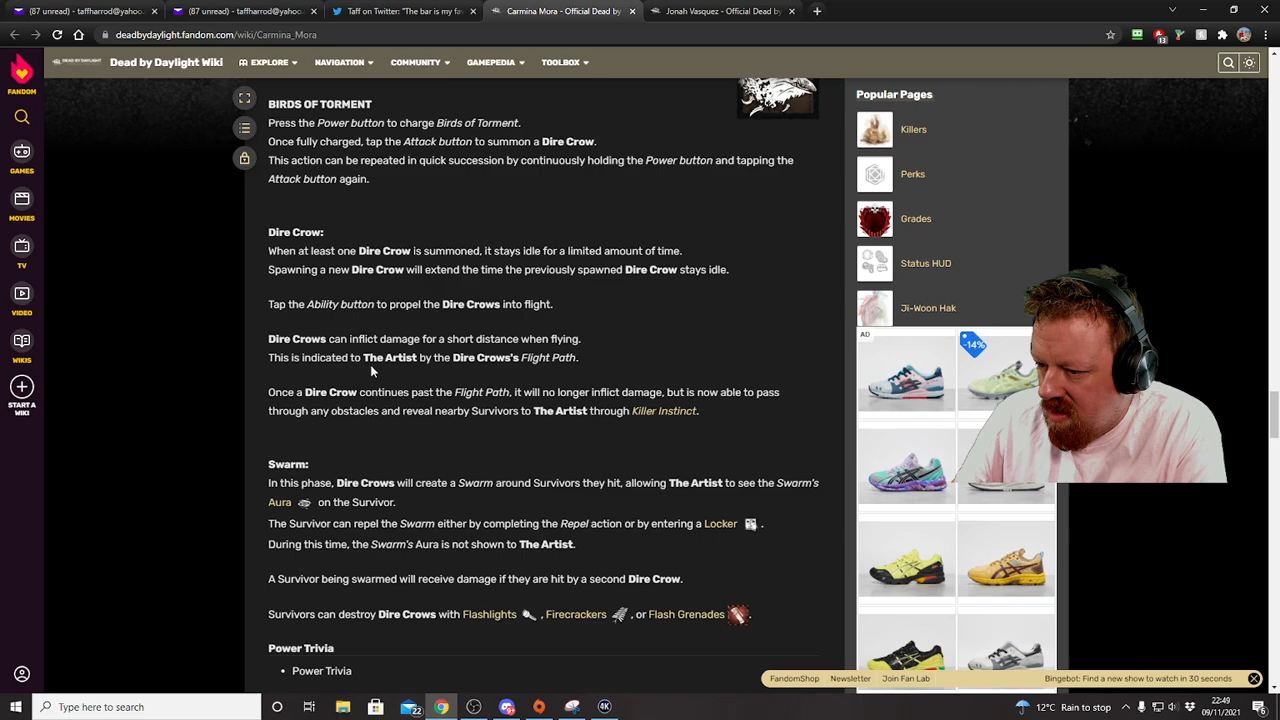 (87 unread) - jharrod@yahoo
(87 unread) - jharrod@yahoo
Taff on Twitter: "Taff bar is my fa
Carmina Mora - Official Dead by
Jonah Vasquez - Official Dead by
deadbydaylight.fandom.com/wiki/Carmina_Mora
13
FANDOM
DEAD BY DAYLIGHT
Dead by Daylight Wiki
EXPLORE
NAVIGATION
COMMUNITY
GAMEPEDIA
TOOLBOX
GAMES
MOVIES
TV
VIDEO
WIKIS
START A
WIKI
BIRDS OF TORMENT
Press the Power button to charge Birds of Torment.
Once fully charged, tap the Attack button to summon a Dire Crow.
This action can be repeated in quick succession by continuously holding the Power button and tapping the
Attack button again.
Dire Crow:
When at least one Dire Crow is summoned, it stays idle for a limited amount of time.
Spawning a new Dire Crow will extend the time the previously spawned Dire Crow stays idle.
Tap the Ability button to propel the Dire Crows into flight.
Dire Crows can inflict damage for a short distance when flying.
This is indicated to The Artist by the Dire Crows's Flight Path.
Once a Dire Crow continues past the Flight Path, it will no longer inflict damage, but is now able to pass
through any obstacles and reveal nearby Survivors to The Artist through Killer Instinct.
Swarm:
In this phase, Dire Crows will create a Swarm around Survivors they hit, allowing The Artist to see the Swarm's
Aura on the Survivor.
The Survivor can repel the Swarm either by completing the Repel action or by entering a Locker .
During this time, the Swarm's Aura is not shown to The Artist.
A Survivor being swarmed will receive damage if they are hit by a second Dire Crow.
Survivors can destroy Dire Crows with Flashlights , Firecrackers , or Flash Grenades .
Power Trivia
• Power Trivia
Popular Pages
Killers
Perks
Grades
Status HUD
Ji-Woon Hak
AD
-14%
FandomShop
Newsletter
Join Fan Lab
Bingebot: Find a new show to watch in 30 seconds
Type here to search
22
4K
12°C Rain to stop
22:49
09/11/2021